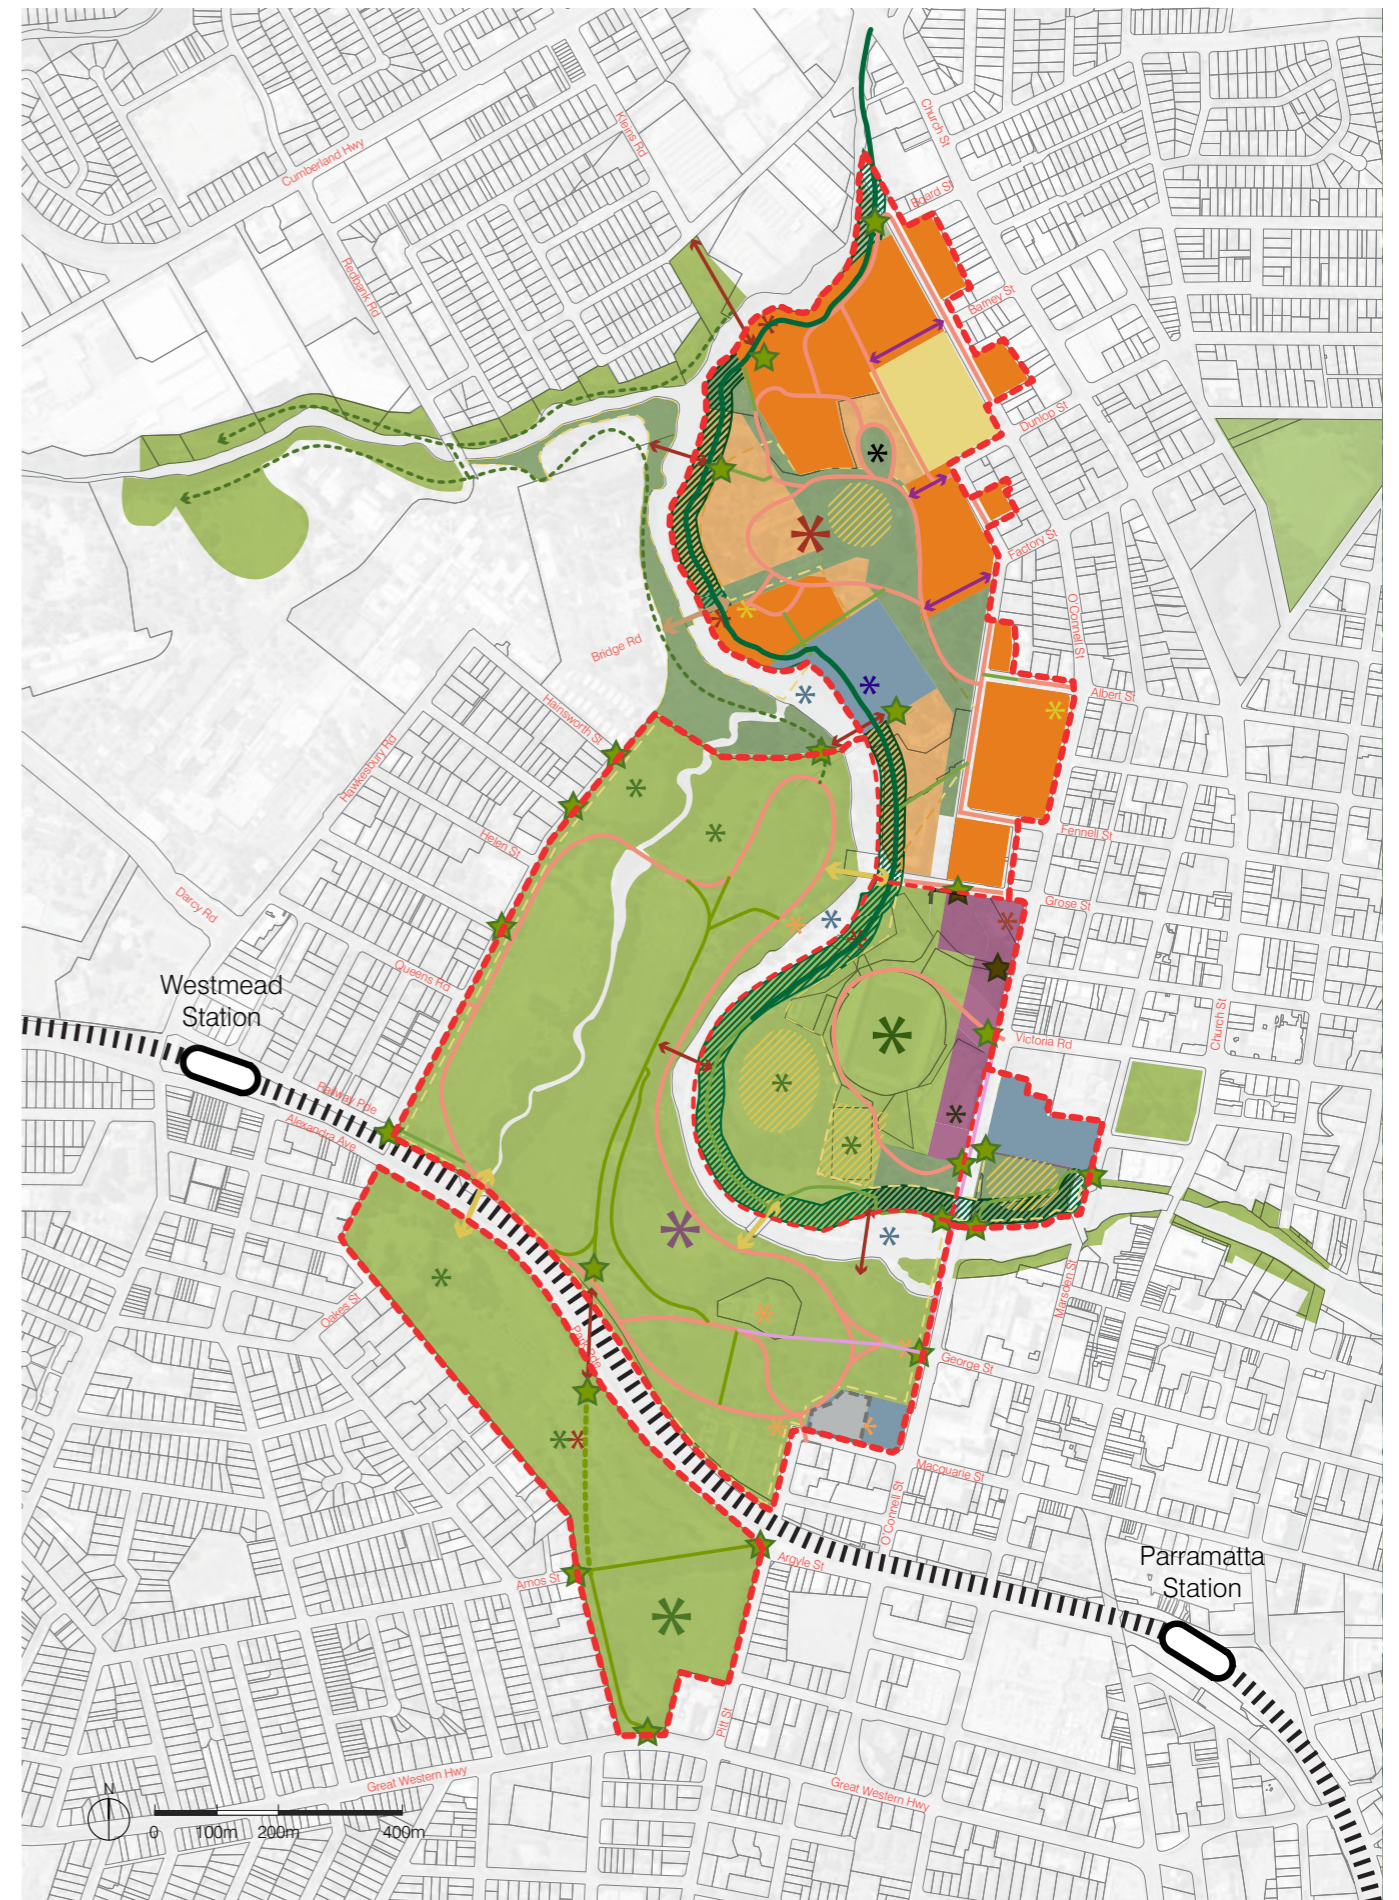 Church St
Kleins Rd
Cumberland Hwy
Board St
Redbank Rd
Barney St
Dunlop St
Factory St
O'Connell St
Bridge Rd
Albert St
Hainsworth St
Hawkesbury Rd
Fennell St
Helen St
Darcy Rd
Grose St
Queens Rd
Westmead
Station
Church St
Victoria Rd
Railway Pde
Alexandra Ave
Marsden St
Oakes St
Park Pde
George St
Macquarie St
O'Connell St
Argyle St
Parramatta
Station
Amos St
Pitt St
Great Western Hwy
Great Western Hwy
N
0 100m 200m 400m